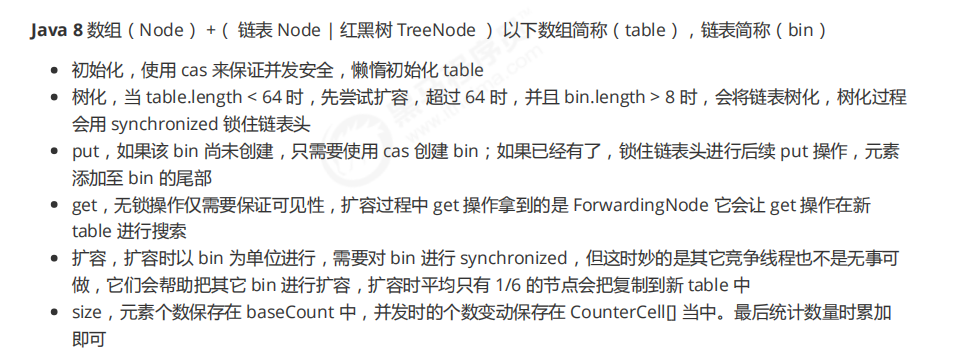 Java 8 数组（Node） +（ 链表 Node | 红黑树 TreeNode ） 以下数组简称（table），链表简称（bin）
• 初始化，使用 cas 来保证并发安全，懒惰初始化 table
• 树化，当 table.length < 64 时，先尝试扩容，超过 64 时，并且 bin.length > 8 时，会将链表树化，树化过程
会用 synchronized 锁住链表头
• put，如果该 bin 尚未创建，只需要使用 cas 创建 bin；如果已经有了，锁住链表头进行后续 put 操作，元素
添加至 bin 的尾部
• get，无锁操作仅需要保证可见性，扩容过程中 get 操作拿到的是 ForwardingNode 它会让 get 操作在新
table 进行搜索
• 扩容，扩容时以 bin 为单位进行，需要对 bin 进行 synchronized，但这时妙的是其它竞争线程也不是无事可
做，它们会帮助把其它 bin 进行扩容，扩容时平均只有 1/6 的节点会把复制到新 table 中
• size，元素个数保存在 baseCount 中，并发时的个数变动保存在 CounterCell[] 当中。最后统计数量时累加
即可